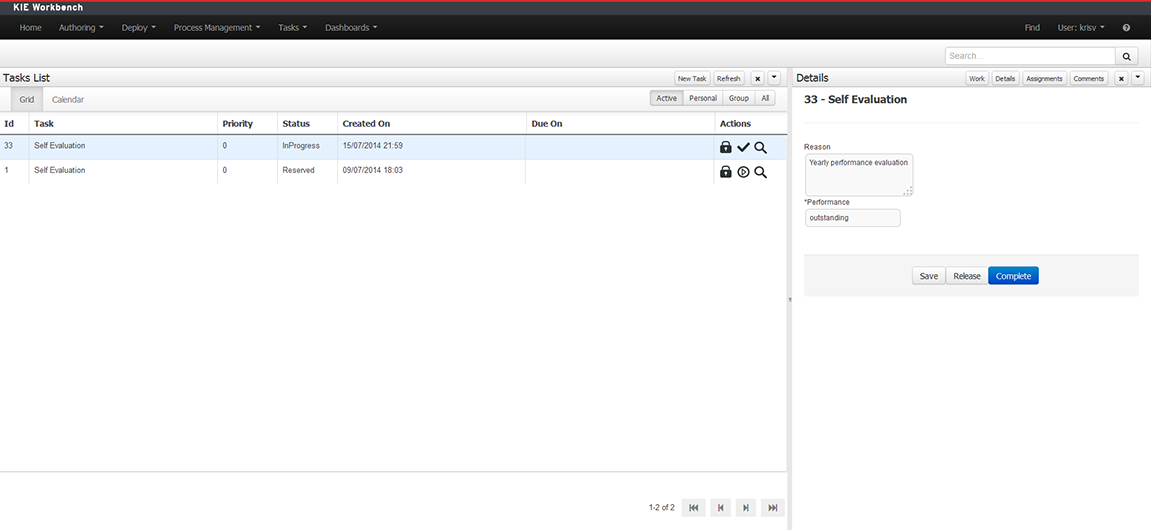 KIE Workbench
Home Authoring Deploy Process Management Tasks Dashboards Find User: krisv
Search...
Tasks List New Task Refresh
Grid Calendar Active Personal Group All
Id Task Priority Status Created On Due On Actions
33 Self Evaluation 0 InProgress 15/07/2014 21:59
1 Self Evaluation 0 Reserved 09/07/2014 18:03
1-2 of 2
Details Work Details Assignments Comments
33 - Self Evaluation
Reason
Yearly performance evaluation
*Performance
outstanding
Save Release Complete